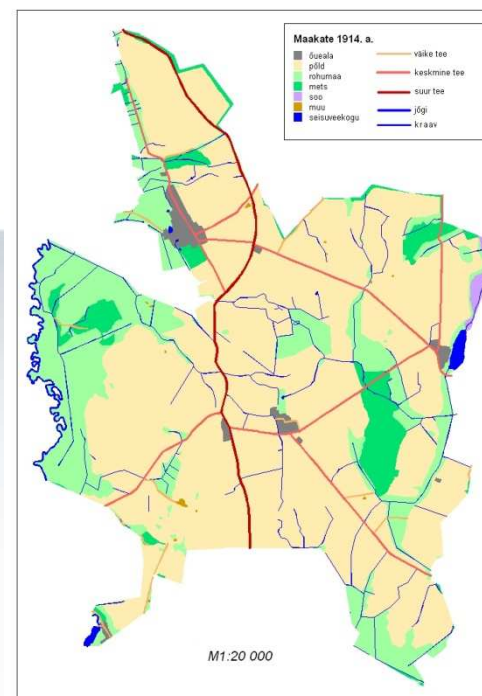 Maakate 1914. a.
õueala
põld
rohumaa
mets
soo
muu
seisuveekogu
väike tee
keskmine tee
suur tee
jõgi
kraav
M1:20 000